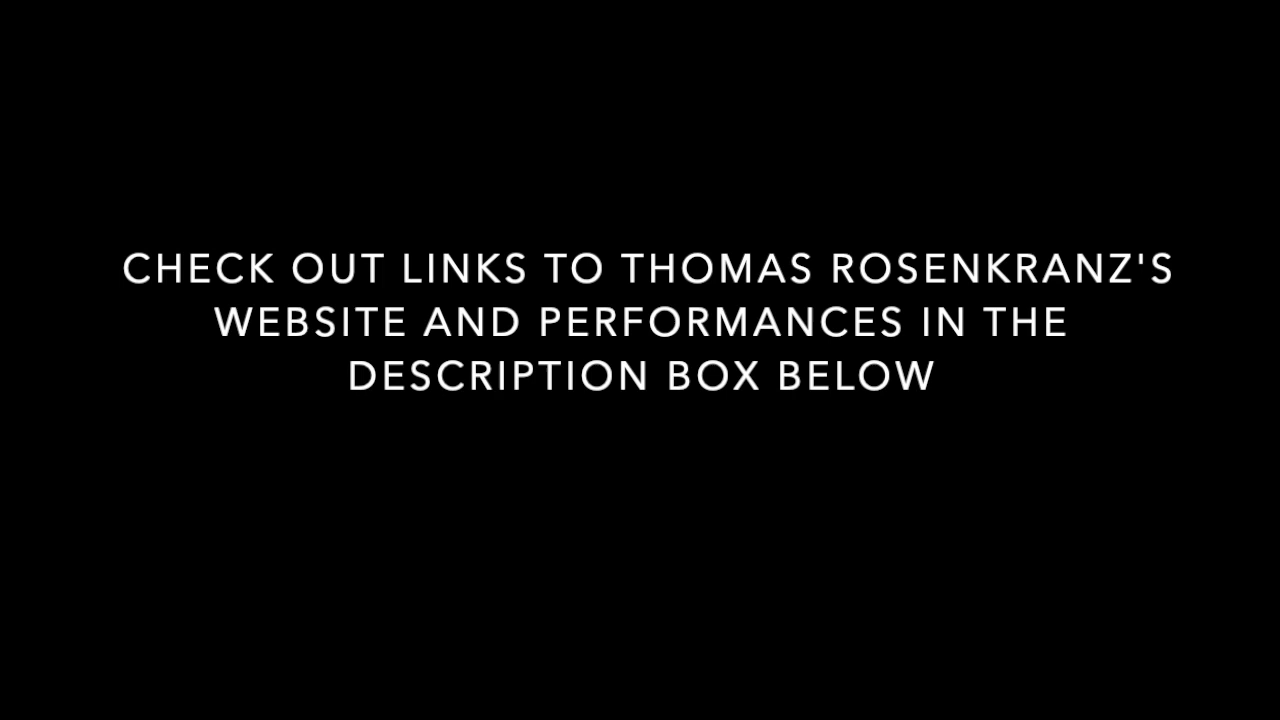 CHECK OUT LINKS TO THOMAS ROSENKRANZ'S
WEBSITE AND PERFORMANCES IN THE
DESCRIPTION BOX BELOW